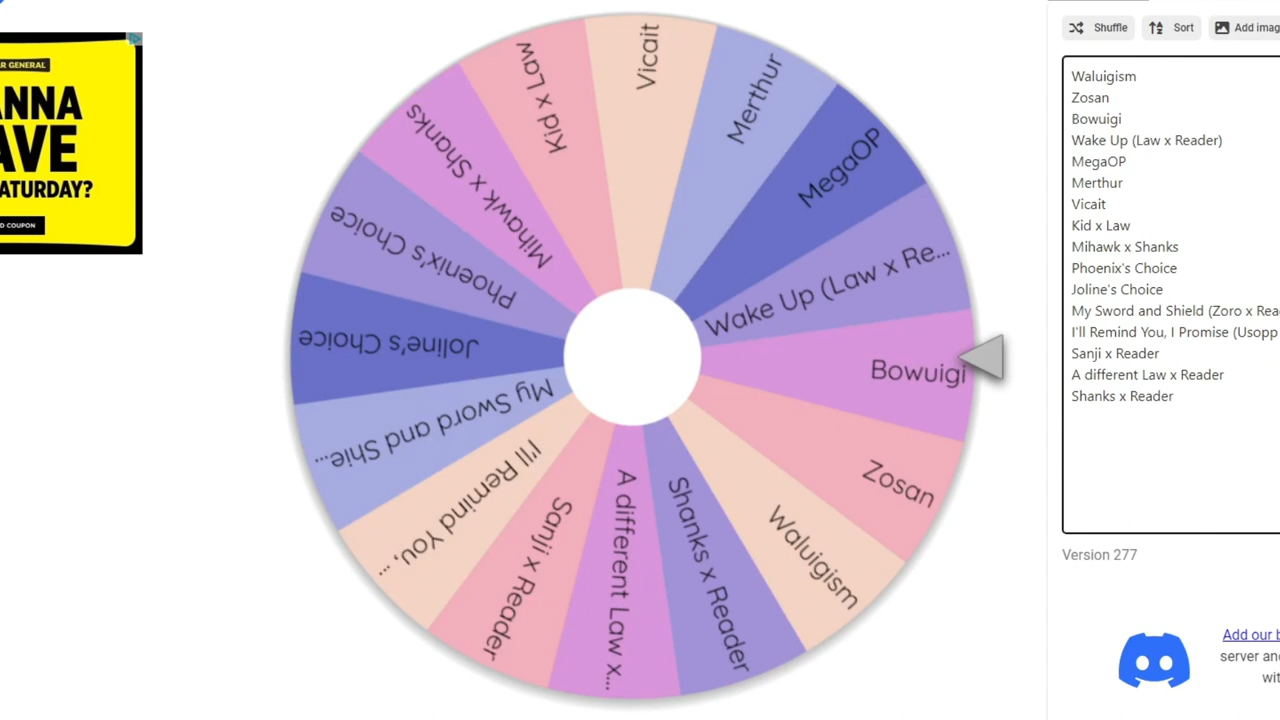 R GENERAL
ANNA
AVE
SATURDAY?
D COUPON
Vicait
Merthur
MegaOP
Wake Up (Law x Re...
Bowuigi
Zosan
Waluigism
Shanks x Reader
A different Law x...
Sanji x Reader
I'll Remind You, ...
My Sword and Shie...
Joline's Choice
Phoenix's Choice
Mihawk x Shanks
Kid x Law
Shuffle Sort Add imag
Waluigism
Zosan
Bowuigi
Wake Up (Law x Reader)
MegaOP
Merthur
Vicait
Kid x Law
Mihawk x Shanks
Phoenix's Choice
Joline's Choice
My Sword and Shield (Zoro x Rea
I'll Remind You, I Promise (Usopp
Sanji x Reader
A different Law x Reader
Shanks x Reader
Version 277
Add our b
server and
wit